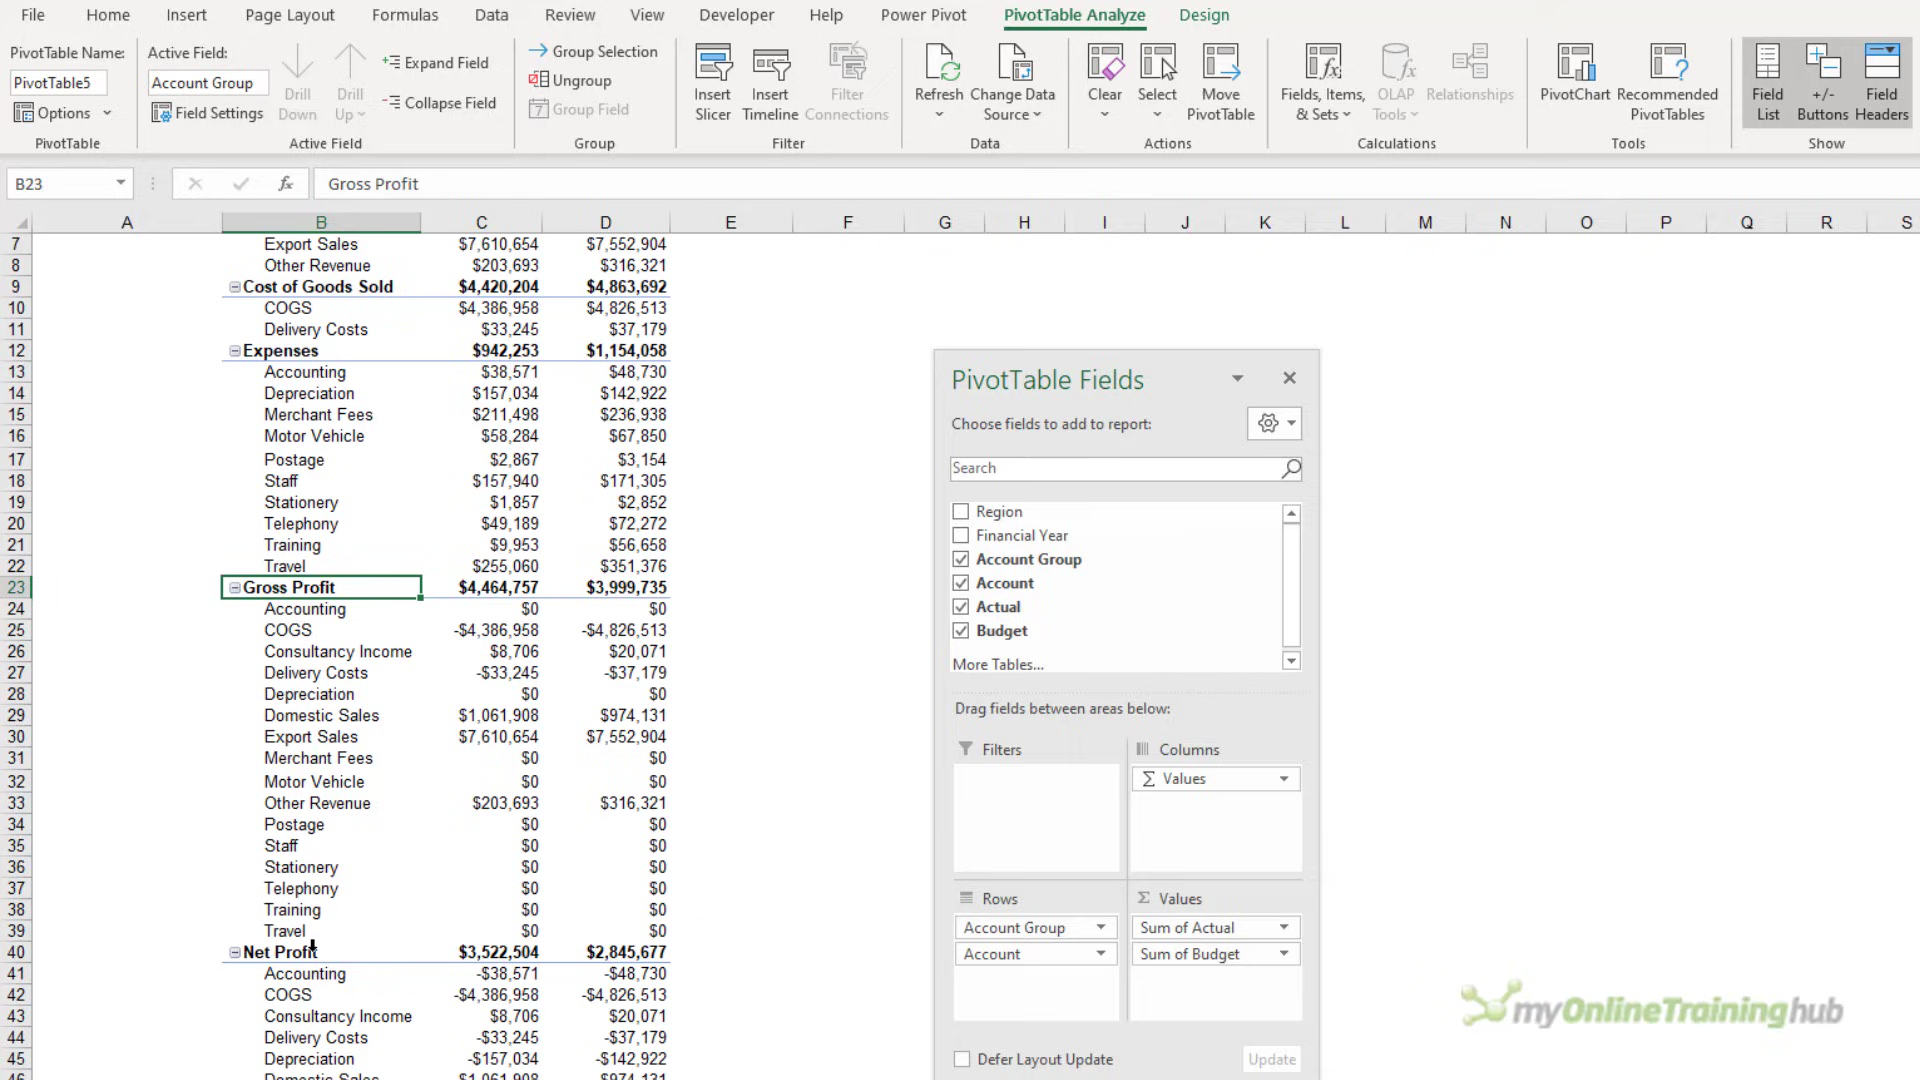 File Home Insert Page Layout Formulas Data Review View Developer Help Power Pivot PivotTable Analyze Design
PivotTable Name:
PivotTable5
Options
PivotTable
Active Field:
Account Group
Field Settings
Drill Down
Drill Up
Expand Field
Collapse Field
Active Field
Group Selection
Ungroup
Group Field
Group
Insert Slicer
Insert Timeline
Filter Connections
Filter
Refresh
Change Data Source
Data
Clear
Select
Move PivotTable
Actions
Fields, Items, & Sets
OLAP Tools
Relationships
Calculations
PivotChart
Recommended PivotTables
Tools
Field List
+/- Buttons
Field Headers
Show
B23 fx Gross Profit
A B C D E F G H I J K L M N O P Q R S
7 Export Sales $7,610,654 $7,552,904
8 Other Revenue $203,693 $316,321
9 Cost of Goods Sold $4,420,204 $4,863,692
10 COGS $4,386,958 $4,826,513
11 Delivery Costs $33,245 $37,179
12 Expenses $942,253 $1,154,058
13 Accounting $38,571 $48,730
14 Depreciation $157,034 $142,922
15 Merchant Fees $211,498 $236,938
16 Motor Vehicle $58,284 $67,850
17 Postage $2,867 $3,154
18 Staff $157,940 $171,305
19 Stationery $1,857 $2,852
20 Telephony $49,189 $72,272
21 Training $9,953 $56,658
22 Travel $255,060 $351,376
23 Gross Profit $4,464,757 $3,999,735
24 Accounting $0 $0
25 COGS -$4,386,958 -$4,826,513
26 Consultancy Income $8,706 $20,071
27 Delivery Costs -$33,245 -$37,179
28 Depreciation $0 $0
29 Domestic Sales $1,061,908 $974,131
30 Export Sales $7,610,654 $7,552,904
31 Merchant Fees $0 $0
32 Motor Vehicle $0 $0
33 Other Revenue $203,693 $316,321
34 Postage $0 $0
35 Staff $0 $0
36 Stationery $0 $0
37 Telephony $0 $0
38 Training $0 $0
39 Travel $0 $0
40 Net Profit $3,522,504 $2,845,677
41 Accounting -$38,571 -$48,730
42 COGS -$4,386,958 -$4,826,513
43 Consultancy Income $8,706 $20,071
44 Delivery Costs -$33,245 -$37,179
45 Depreciation -$157,034 -$142,922
46 Domestic Sales $1,061,908 $974,131
PivotTable Fields
Choose fields to add to report:
Search
Region
Financial Year
Account Group
Account
Actual
Budget
More Tables...
Drag fields between areas below:
Filters
Columns
Σ Values
Rows
Account Group
Account
Σ Values
Sum of Actual
Sum of Budget
Defer Layout Update
Update
myOnlineTraininghub